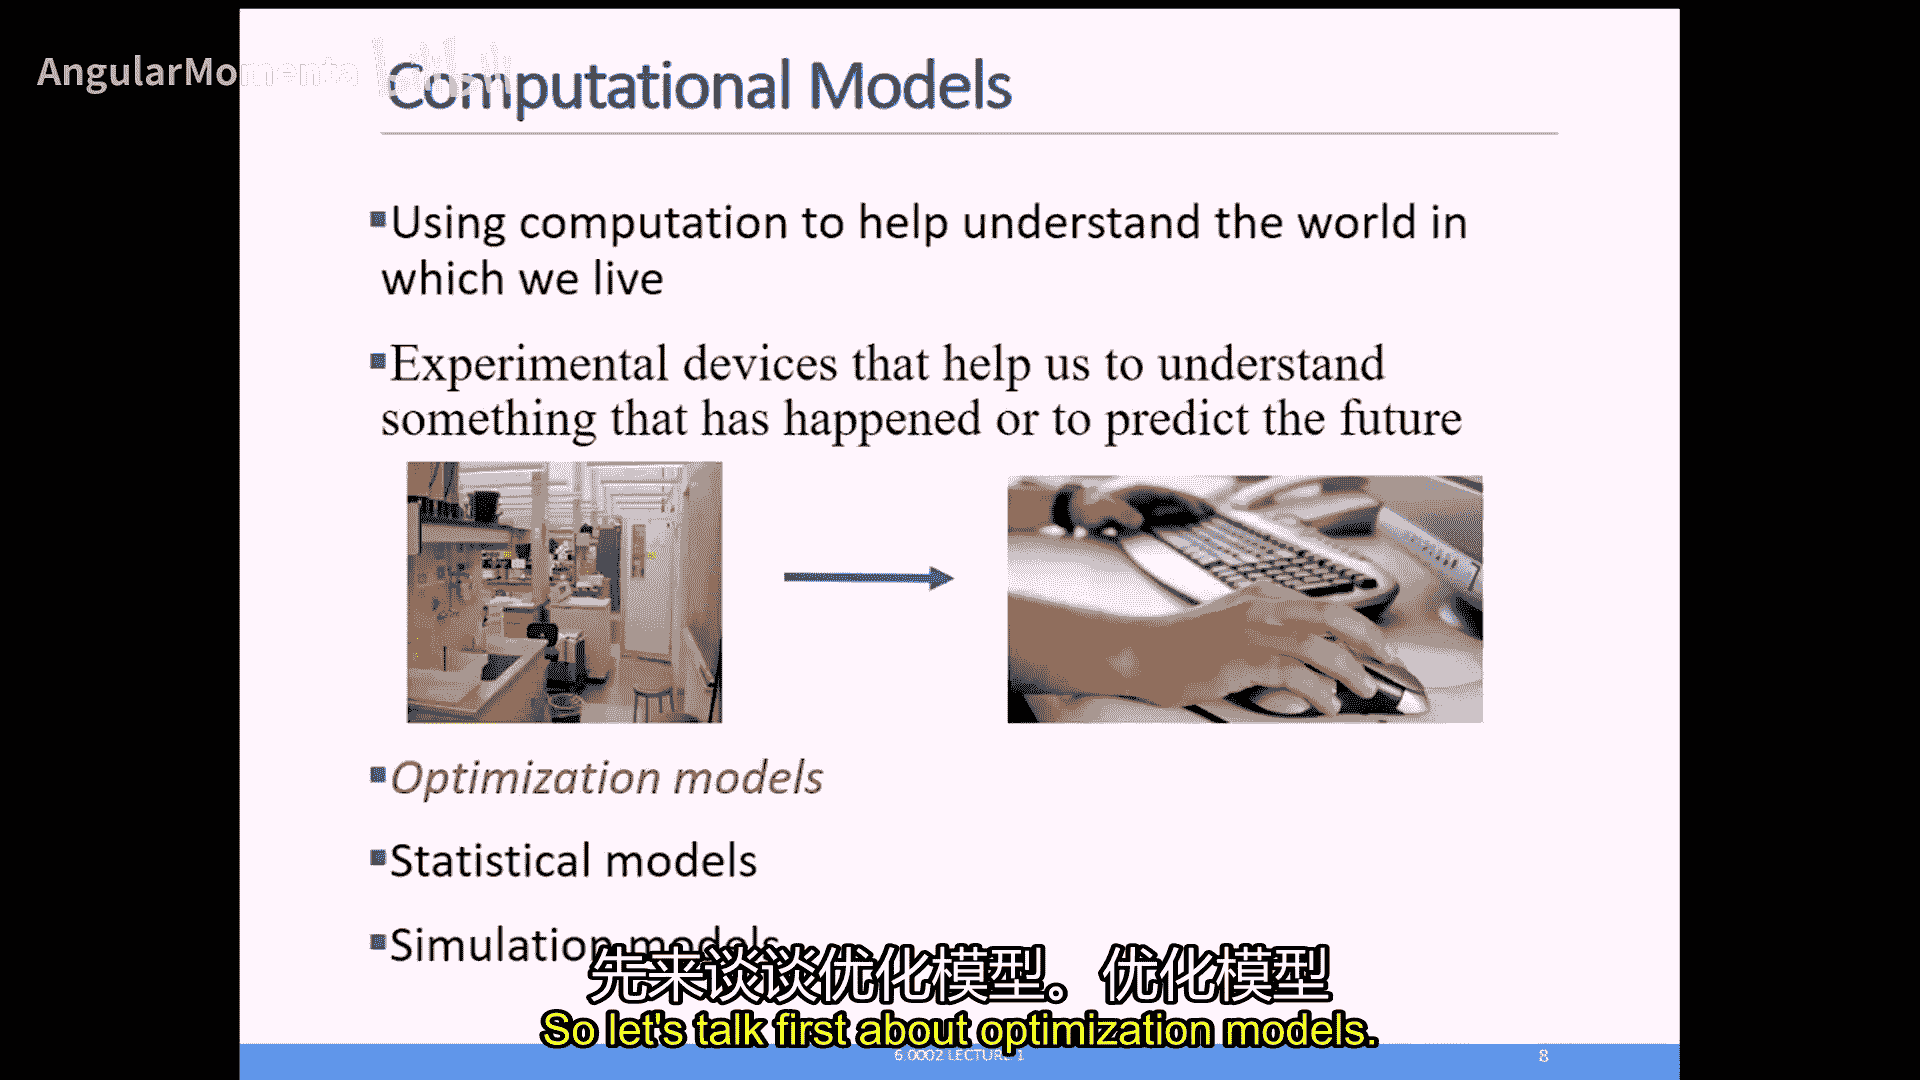 AngularMomenta
Computational Models
Using computation to help understand the world in
which we live
Experimental devices that help us to understand
something that has happened or to predict the future
Optimization models
Statistical models
Simulation models
先来谈谈优化模型。优化模型
So let's talk first about optimization models.
6.0002 LECTURE 1
8